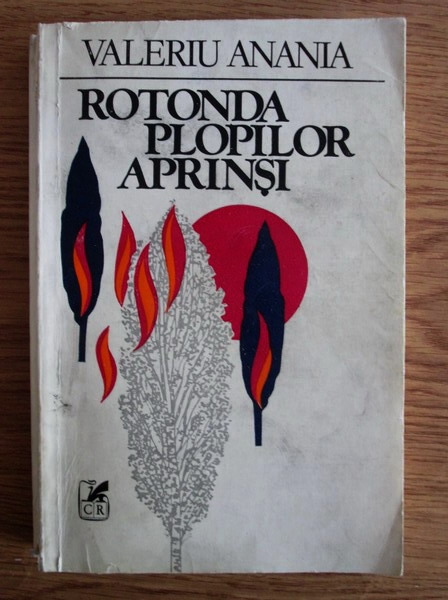 VALERIU ANANIA
ROTONDA
PLOPILOR
APRINȘI
CR